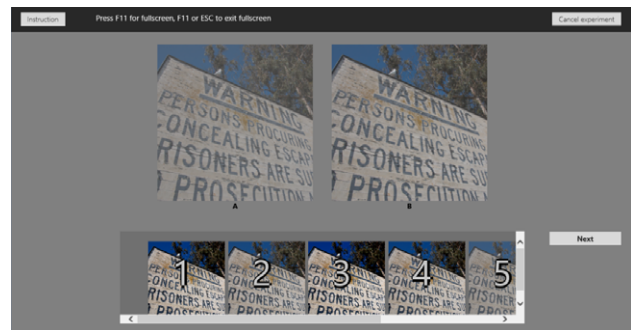 Instruction
Press F11 for fullscreen, F11 or ESC to exit fullscreen
Cancel experiment
WARNING
PERSONS PROCURING
CONCEALING ESCAP
RISONERS ARE SU
PROSECUTION
A
WARNING
PERSONS PROCURING
CONCEALING ESCAP
RISONERS ARE SU
PROSECUTION
B
Next
1
2
3
4
5